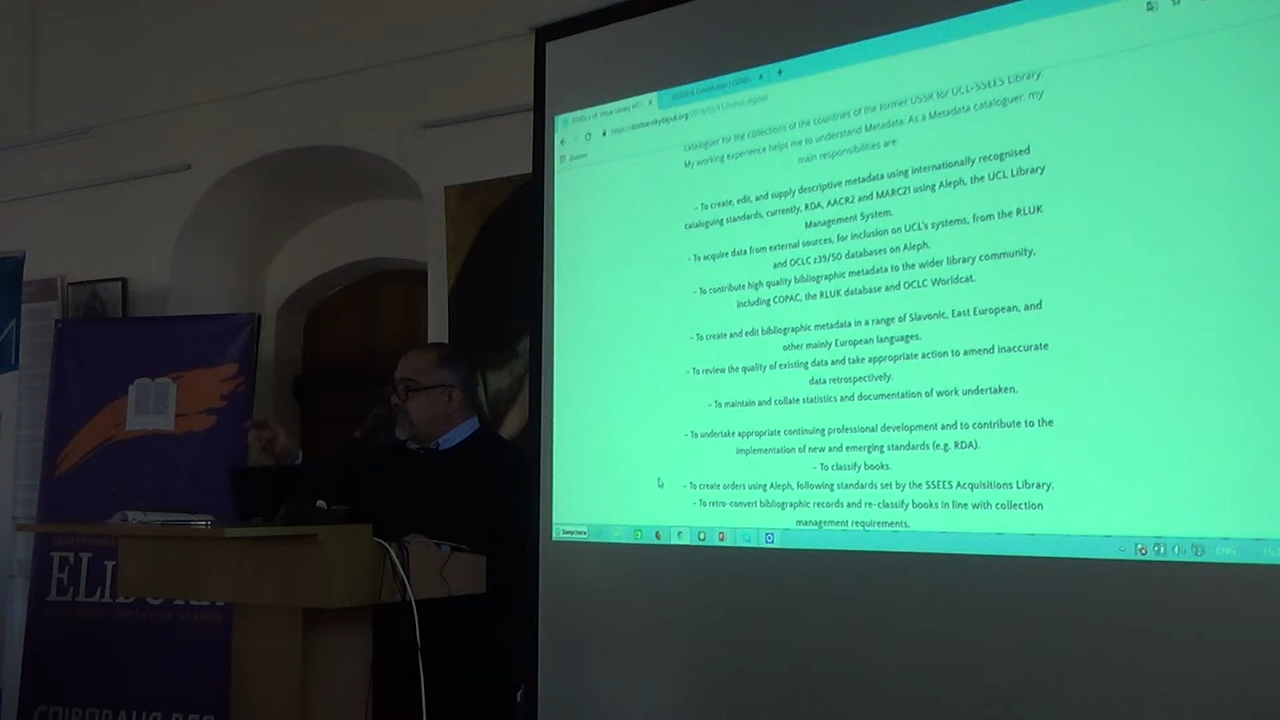 cataloguer for the collections of the countries of the former USSR for UCL-SSEES Library.
My working experience helps me to understand Metadata. As a Metadata cataloguer, my
main responsibilities are:
- To create, edit, and supply descriptive metadata using internationally recognised
cataloguing standards, currently, RDA, AACR2 and MARC21 using Aleph, the UCL Library
Management System.
- To acquire data from external sources, for inclusion on UCL's systems, from the RLUK
and OCLC z39/50 databases on Aleph.
- To contribute high quality bibliographic metadata to the wider library community,
including COPAC, the RLUK database and OCLC Worldcat.
- To create and edit bibliographic metadata in a range of Slavonic, East European, and
other mainly European languages.
- To review the quality of existing data and take appropriate action to amend inaccurate
data retrospectively.
- To maintain and collate statistics and documentation of work undertaken.
- To undertake appropriate continuing professional development and to contribute to the
implementation of new and emerging standards (e.g. RDA).
- To classify books.
- To create orders using Aleph, following standards set by the SSEES Acquisitions Library.
- To retro-convert bibliographic records and re-classify books in line with collection
management requirements.
ENG